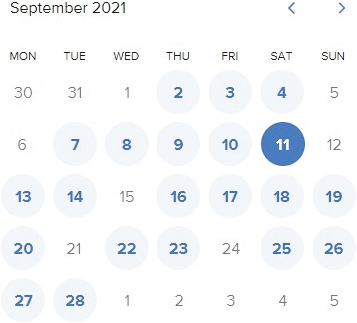 September 2021
MON TUE WED THU FRI SAT SUN
30 31 1 2 3 4 5
6 7 8 9 10 11 12
13 14 15 16 17 18 19
20 21 22 23 24 25 26
27 28 1 2 3 4 5